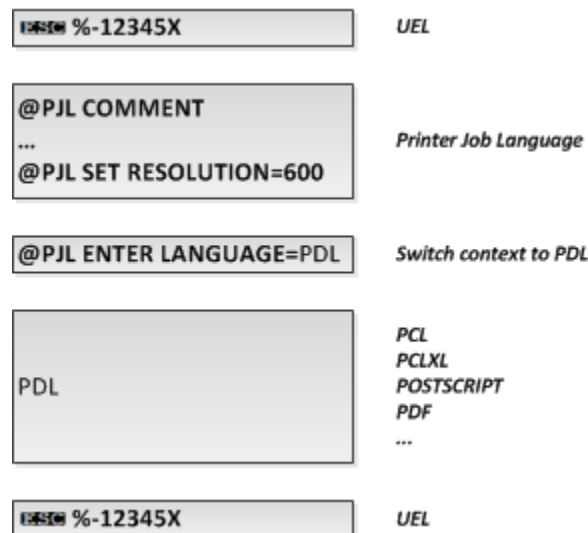 ESC %-12345X UEL
@PJL COMMENT
...
@PJL SET RESOLUTION=600
Printer Job Language
@PJL ENTER LANGUAGE=PDL Switch context to PDL
PDL
PCL
PCLXL
POSTSCRIPT
PDF
...
ESC %-12345X UEL